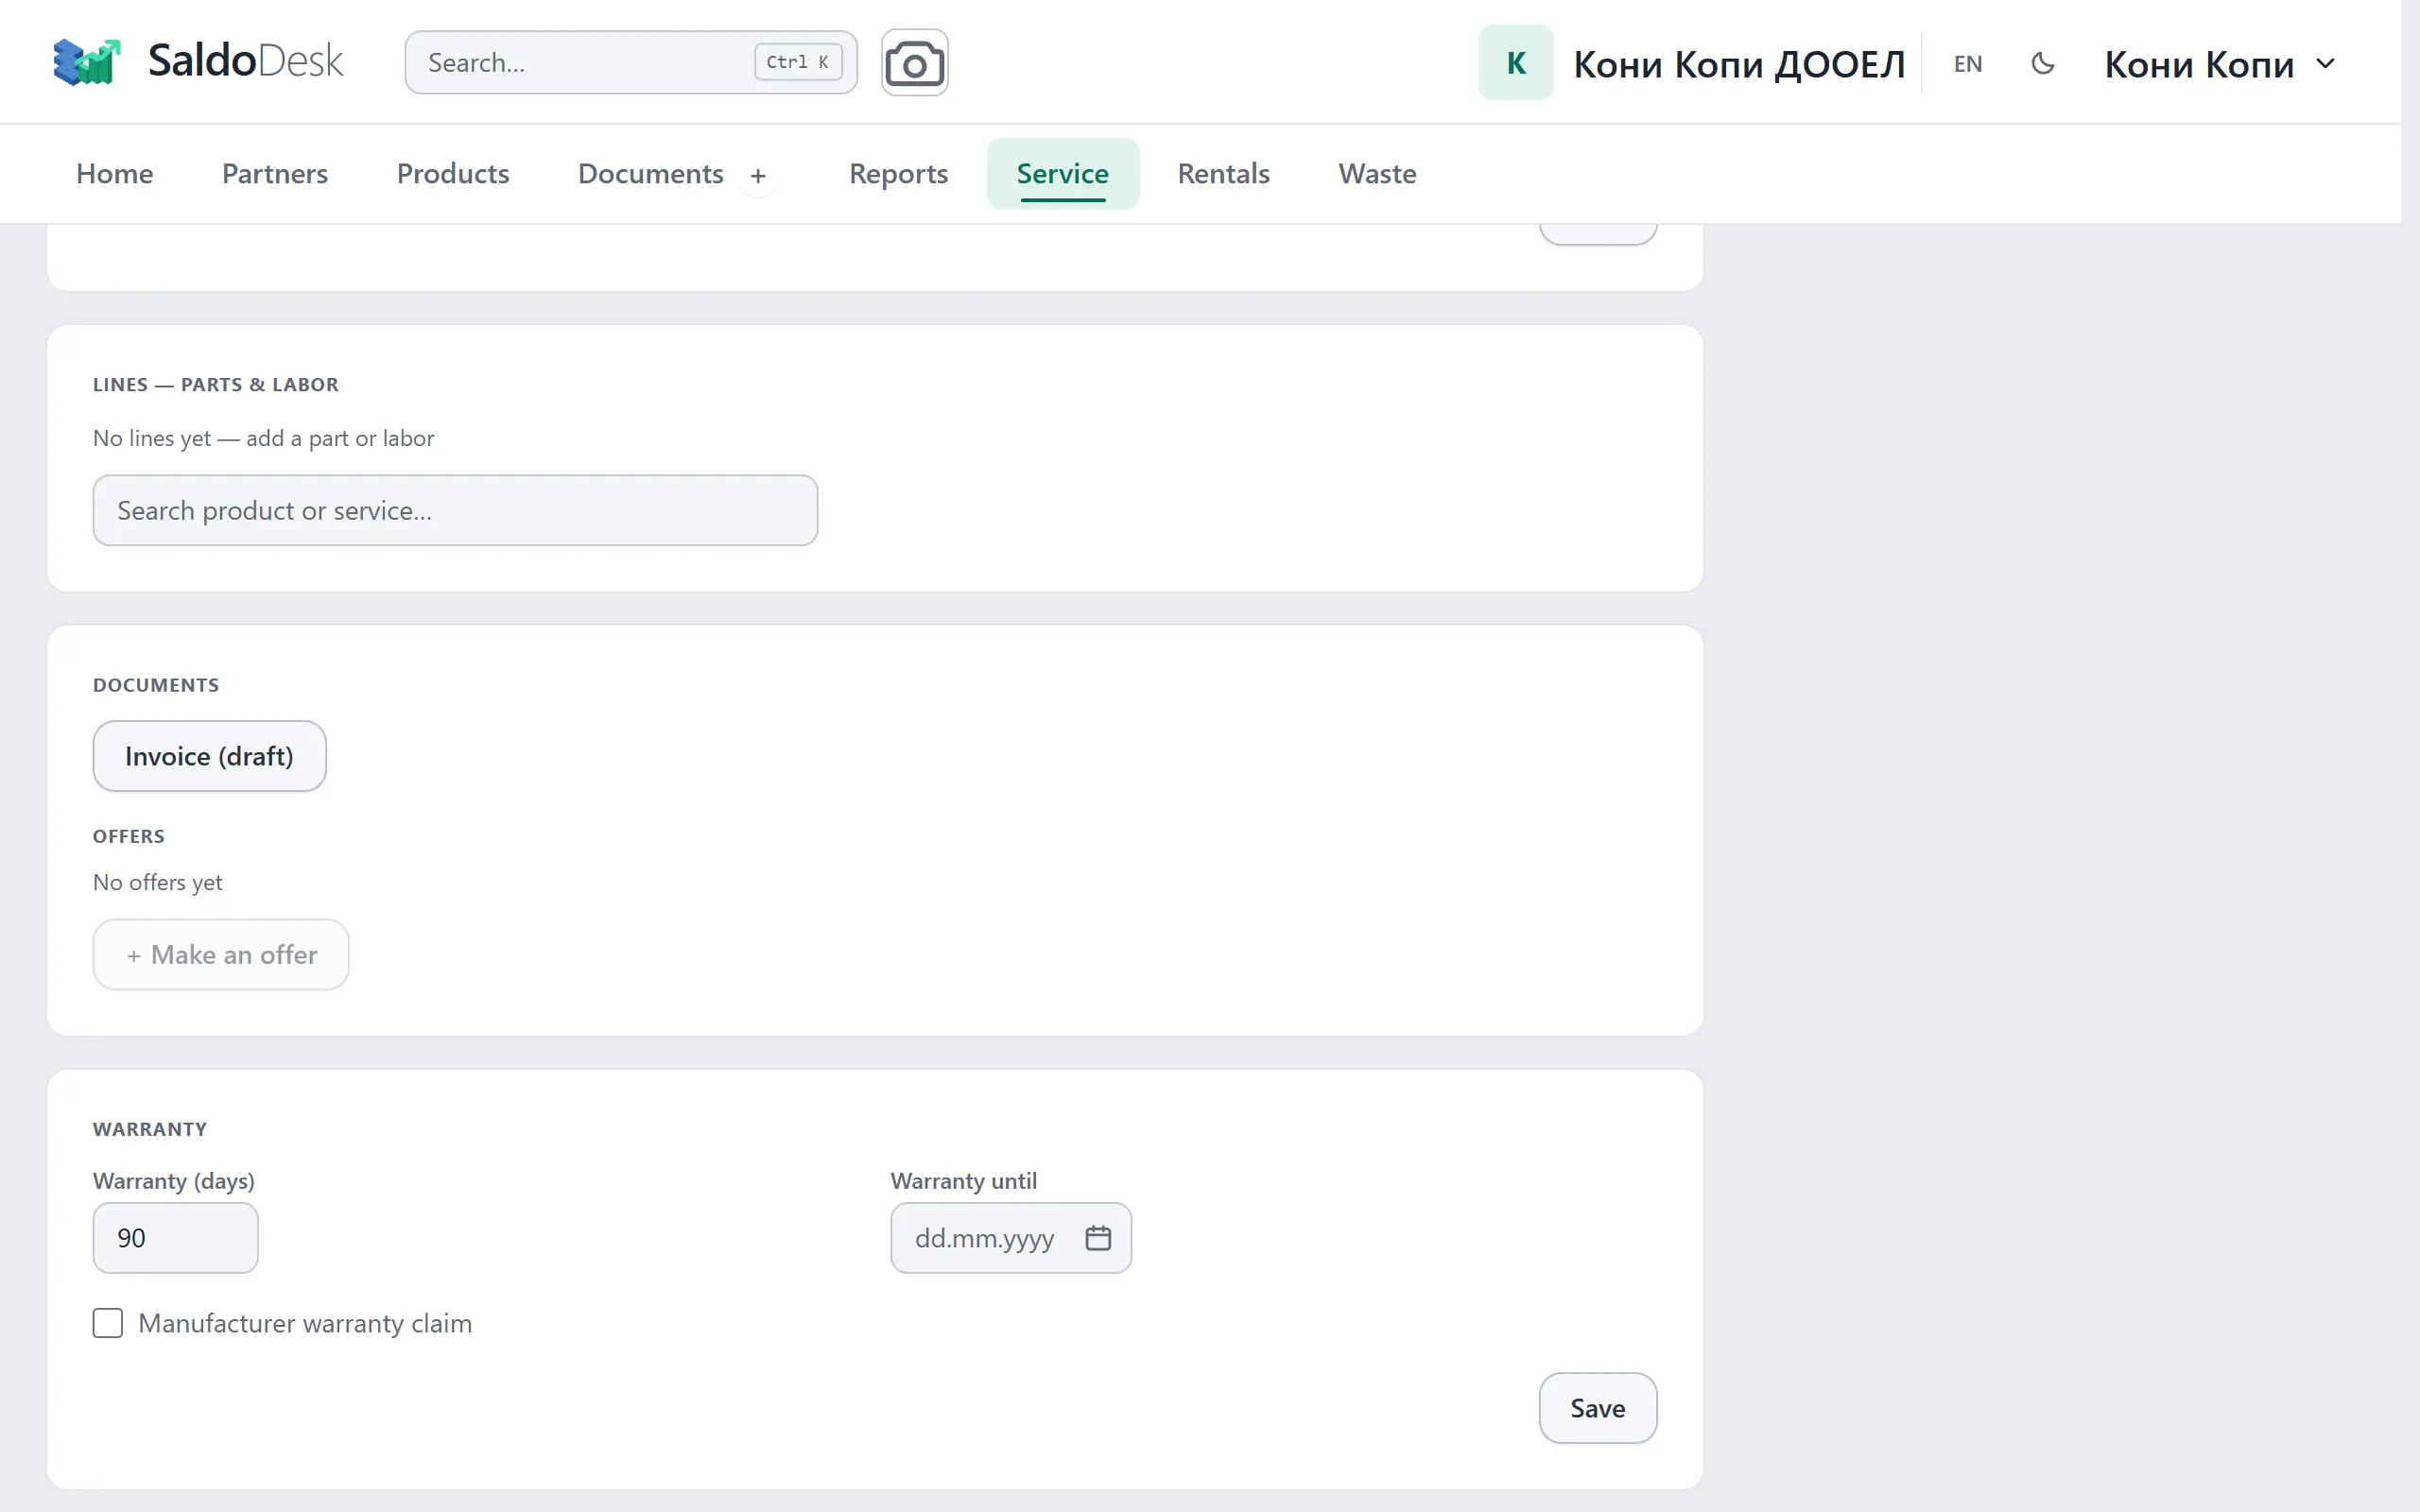 SaldoDesk
Search...
Ctrl K
K
Кони Копи ДООЕЛ
EN
Кони Копи
Home
Partners
Products
Documents
+
Reports
Service
Rentals
Waste
LINES — PARTS & LABOR
No lines yet — add a part or labor
Search product or service...
DOCUMENTS
Invoice (draft)
OFFERS
No offers yet
+ Make an offer
WARRANTY
Warranty (days)
Warranty until
90
dd.mm.yyyy
Manufacturer warranty claim
Save